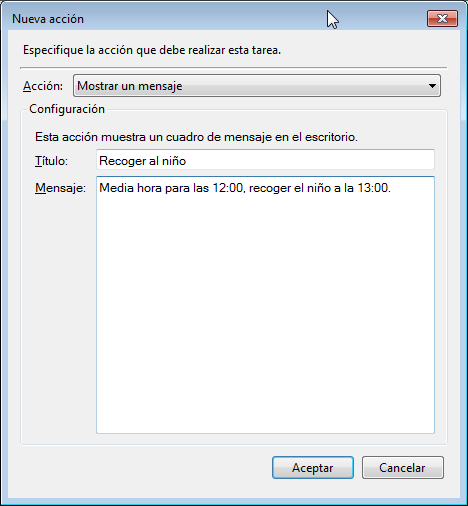 Nueva acción
Especifique la acción que debe realizar esta tarea.
Acción: Mostrar un mensaje
Configuración
Esta acción muestra un cuadro de mensaje en el escritorio.
Título: Recoger al niño
Mensaje: Media hora para las 12:00, recoger el niño a la 13:00.
Aceptar Cancelar